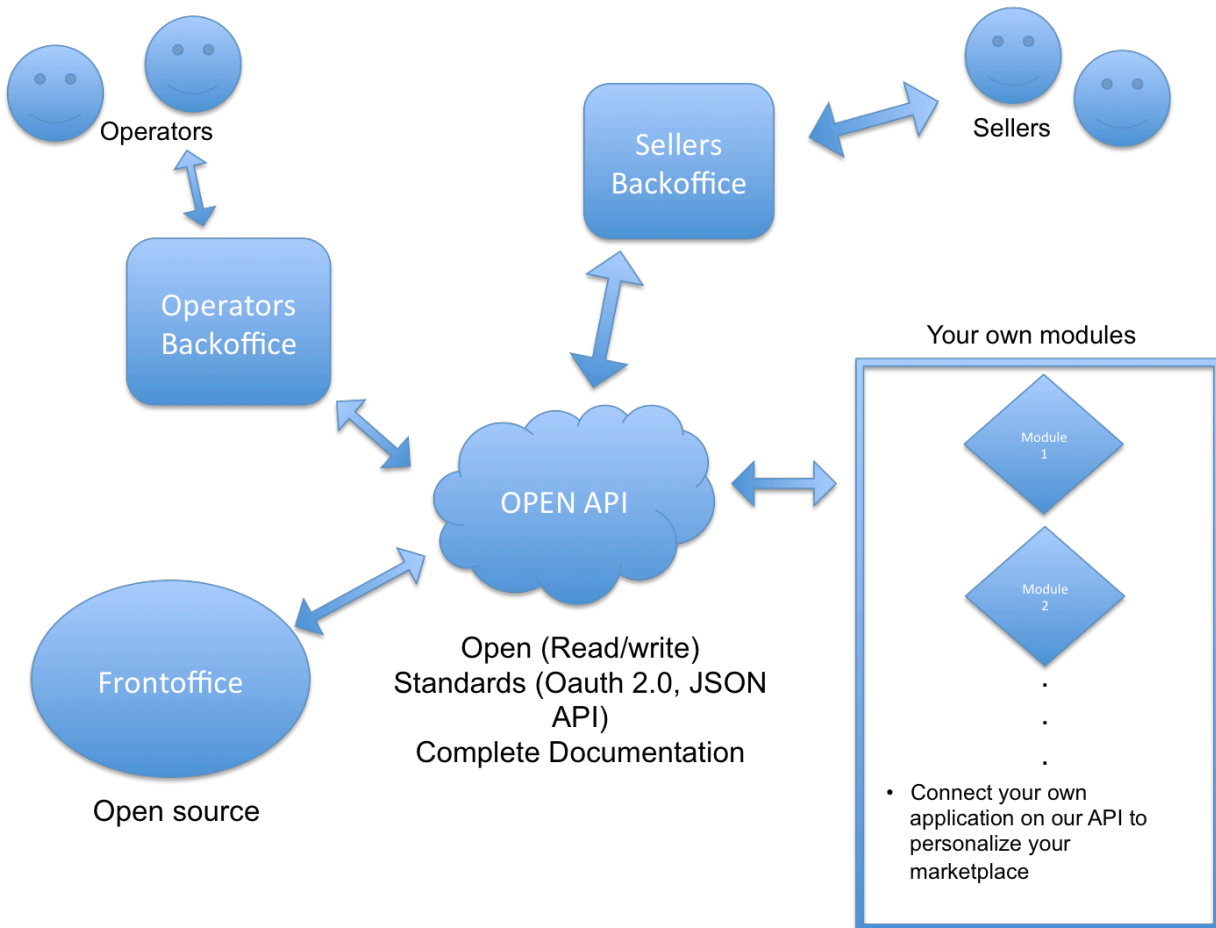 Operators
Sellers
Sellers
Backoffice
Operators
Backoffice
Your own modules
Module
1
OPEN API
Module
2
Frontoffice
Open (Read/write)
Standards (Oauth 2.0, JSON
API)
Complete Documentation
Open source
.
.
.
• Connect your own
application on our API to
personalize your
marketplace